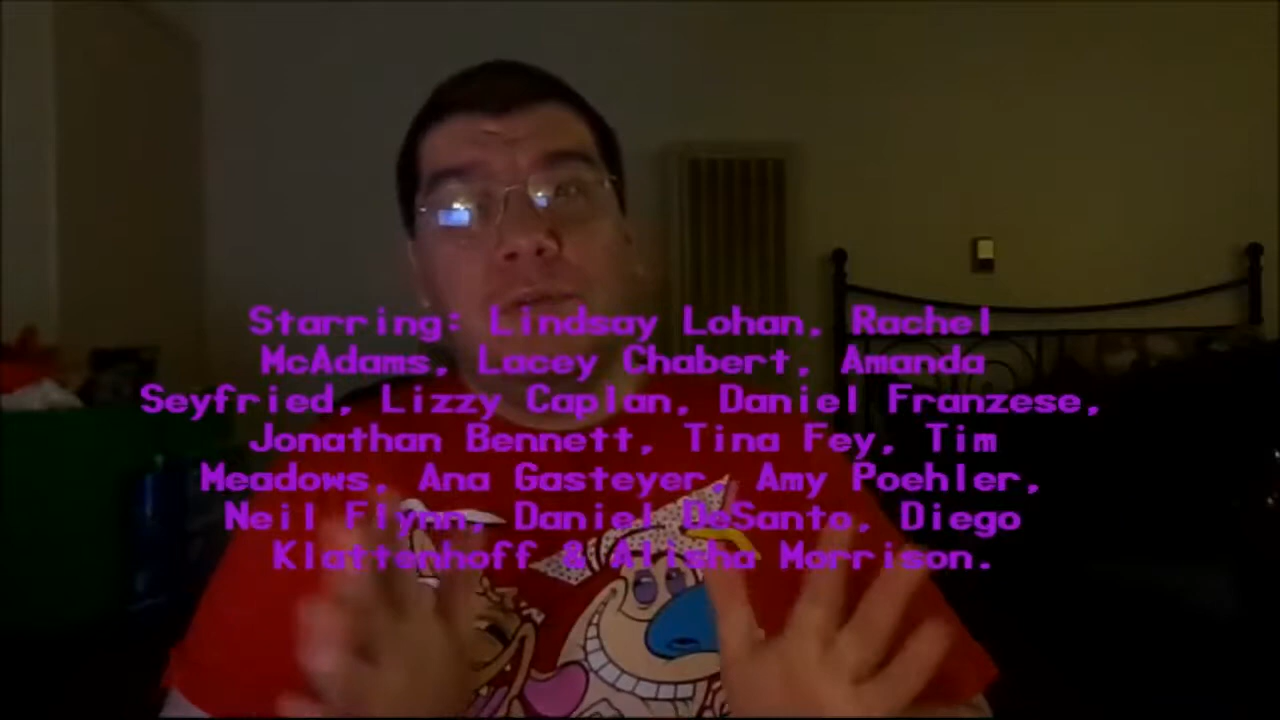 Starring: Lindsay Lohan, Rachel
McAdams, Lacey Chabert, Amanda
Seyfried, Lizzy Caplan, Daniel Franzese,
Jonathan Bennett, Tina Fey, Tim
Meadows, Ana Gasteyer, Amy Poehler,
Neil Flynn, Daniel DeSanto, Diego
Klattenhoff & Alisha Morrison.